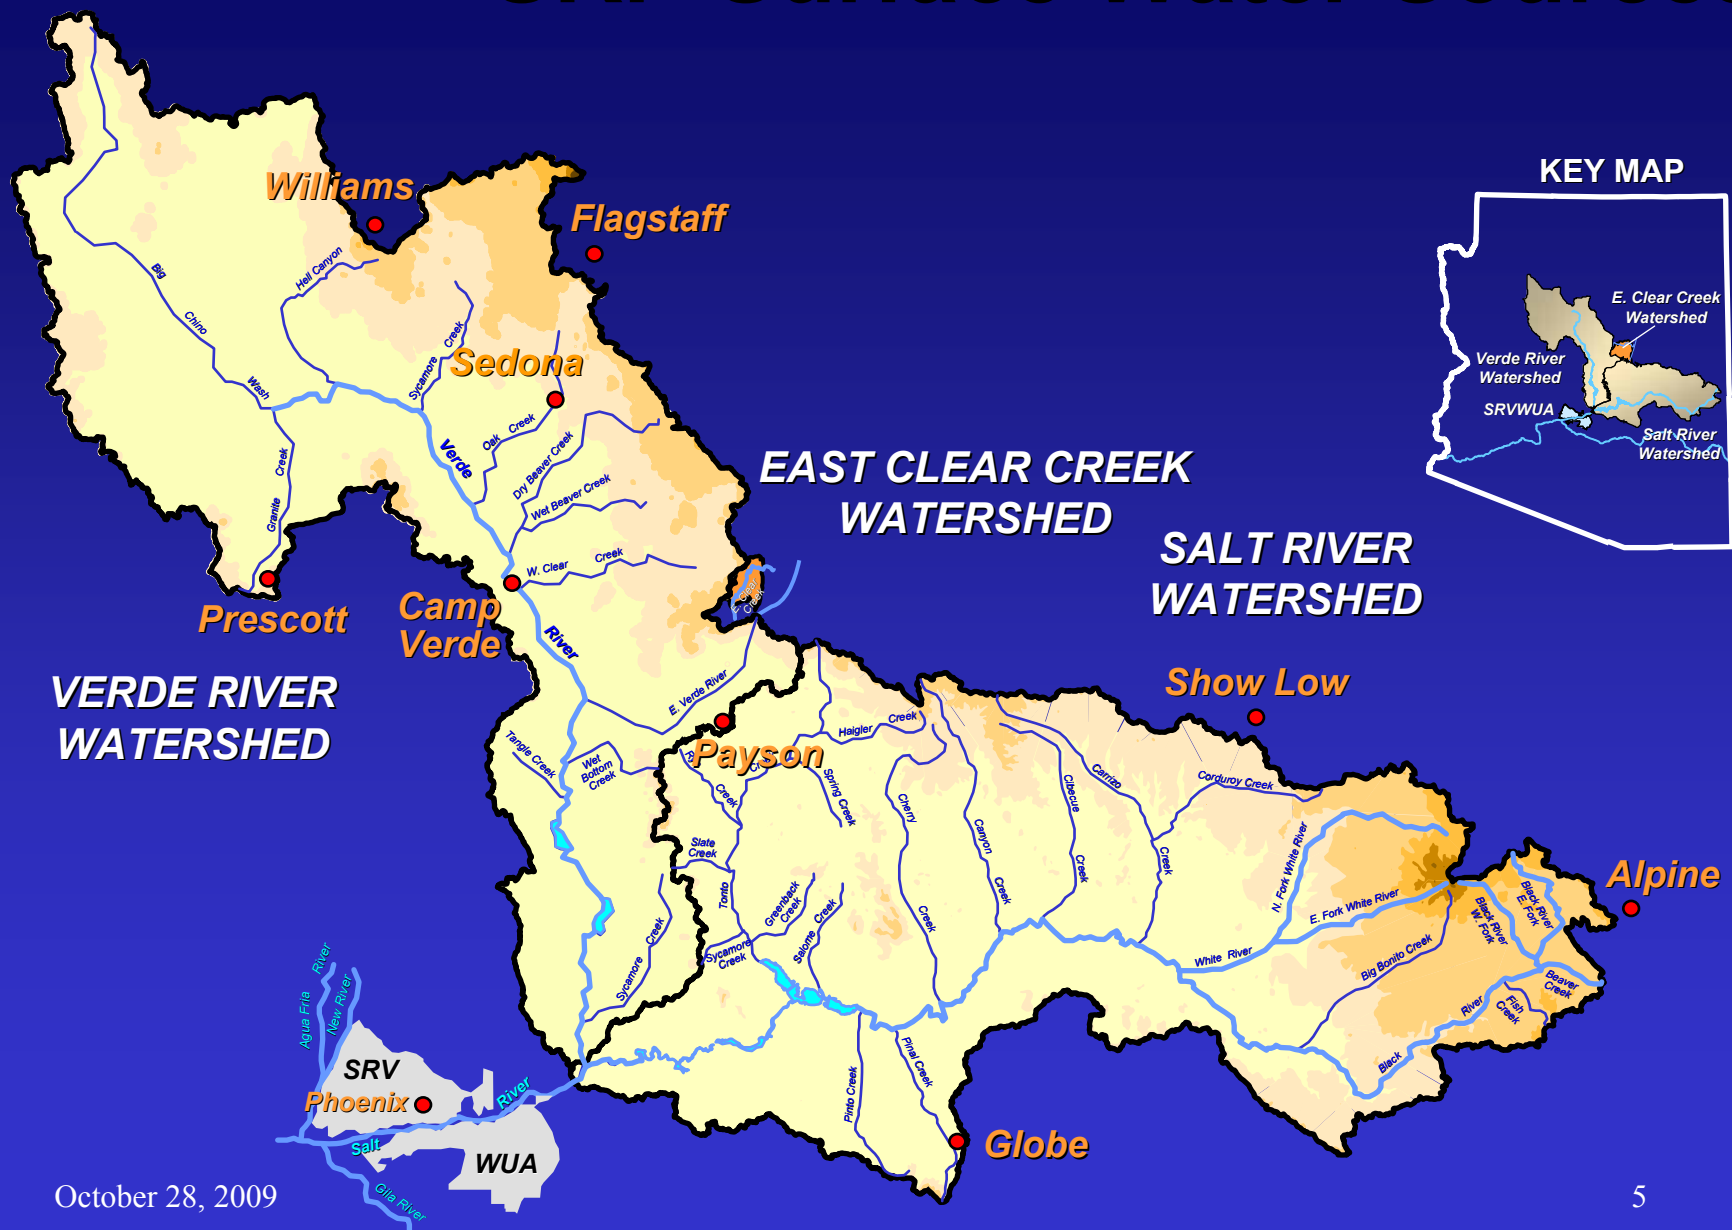 SRP Surface Water Sources
KEY MAP
E. Clear Creek
Watershed
Verde River
Watershed
SRVWUA
Salt River
Watershed
Williams
Flagstaff
Hell Canyon
Big
Chino
Wash
Sycamore
Creek
Sedona
Verde
Oak
Creek
Dry Beaver Creek
Wet Beaver Creek
Granite
Creek
W. Clear
Creek
EAST CLEAR CREEK
WATERSHED
SALT RIVER
WATERSHED
E. Clear
Creek
Prescott
Camp
Verde
River
VERDE RIVER
WATERSHED
E. Verde River
Show Low
Payson
Tangle Creek
Wet
Bottom
Creek
Haigler
Creek
Creek
Spring Creek
Cherry
Creek
Canyon
Creek
Cibecue
Creek
Carrizo
Creek
Corduroy Creek
Slate
Creek
Tonto
Greenback
Creek
Salome
Creek
Sycamore
Creek
Sycamore
Creek
N. Fork White River
E. Fork White River
White River
Big Bonito Creek
Black River
W. Fork
Black River
E. Fork
Alpine
Beaver
Creek
Fish
Creek
River
Black
Agua Fria
River
New River
SRV
Phoenix
River
Salt
WUA
Gila River
Pinto Creek
Pinal Creek
Globe
October 28, 2009
5